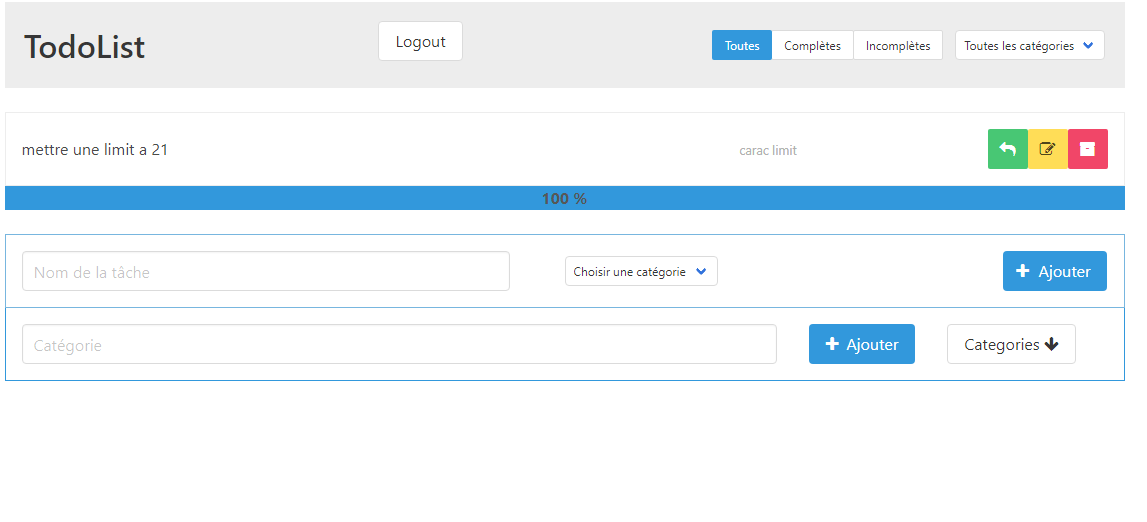 TodoList
Logout
Toutes
Complètes
Incomplètes
Toutes les catégories
mettre une limit a 21
carac limit
100 %
Nom de la tâche
Choisir une catégorie
Ajouter
Catégorie
Ajouter
Categories